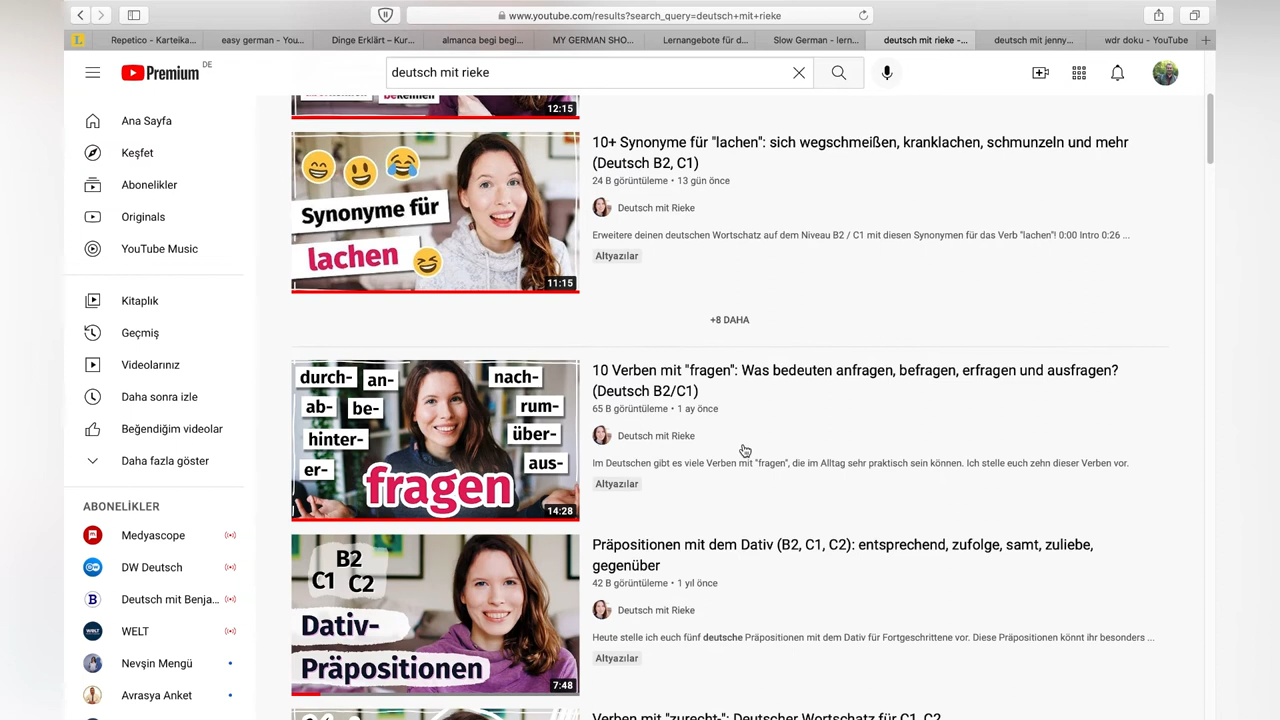 www.youtube.com/results?search_query=deutsch+mit+rieke
L
Repetico - Karteika...
easy german - You...
Dinge Erklärt – Kur...
almanca begi begi...
MY GERMAN SHO...
Lernangebote für d...
Slow German - lern...
deutsch mit rieke -...
deutsch mit jenny...
wdr doku - YouTube
Premium DE
deutsch mit rieke
Ana Sayfa
Keşfet
Abonelikler
Originals
YouTube Music
Kitaplık
Geçmiş
Videolarınız
Daha sonra izle
Beğendiğim videolar
Daha fazla göster
ABONELİKLER
Medyascope
DW Deutsch
Deutsch mit Benja...
WELT
Nevşin Mengü
Avrasya Anket
bekennen
12:15
Synonyme für
lachen
11:15
10+ Synonyme für "lachen": sich wegschmeißen, kranklachen, schmunzeln und mehr
(Deutsch B2, C1)
24 B görüntüleme • 13 gün önce
Deutsch mit Rieke
Erweitere deinen deutschen Wortschatz auf dem Niveau B2 / C1 mit diesen Synonymen für das Verb "lachen"! 0:00 Intro 0:26 ...
Altyazılar
+8 DAHA
durch-
an-
nach-
ab-
be-
rum-
hinter-
über-
er-
aus-
fragen
14:28
10 Verben mit "fragen": Was bedeuten anfragen, befragen, erfragen und ausfragen?
(Deutsch B2/C1)
65 B görüntüleme • 1 ay önce
Deutsch mit Rieke
Im Deutschen gibt es viele Verben mit "fragen", die im Alltag sehr praktisch sein können. Ich stelle euch zehn dieser Verben vor.
Altyazılar
B2
C1 C2
Dativ-
Präpositionen
7:48
Präpositionen mit dem Dativ (B2, C1, C2): entsprechend, zufolge, samt, zuliebe,
gegenüber
42 B görüntüleme • 1 yıl önce
Deutsch mit Rieke
Heute stelle ich euch fünf deutsche Präpositionen mit dem Dativ für Fortgeschrittene vor. Diese Präpositionen könnt ihr besonders ...
Altyazılar
Verben mit "zurecht-": Deutscher Wortschatz für C1, C2